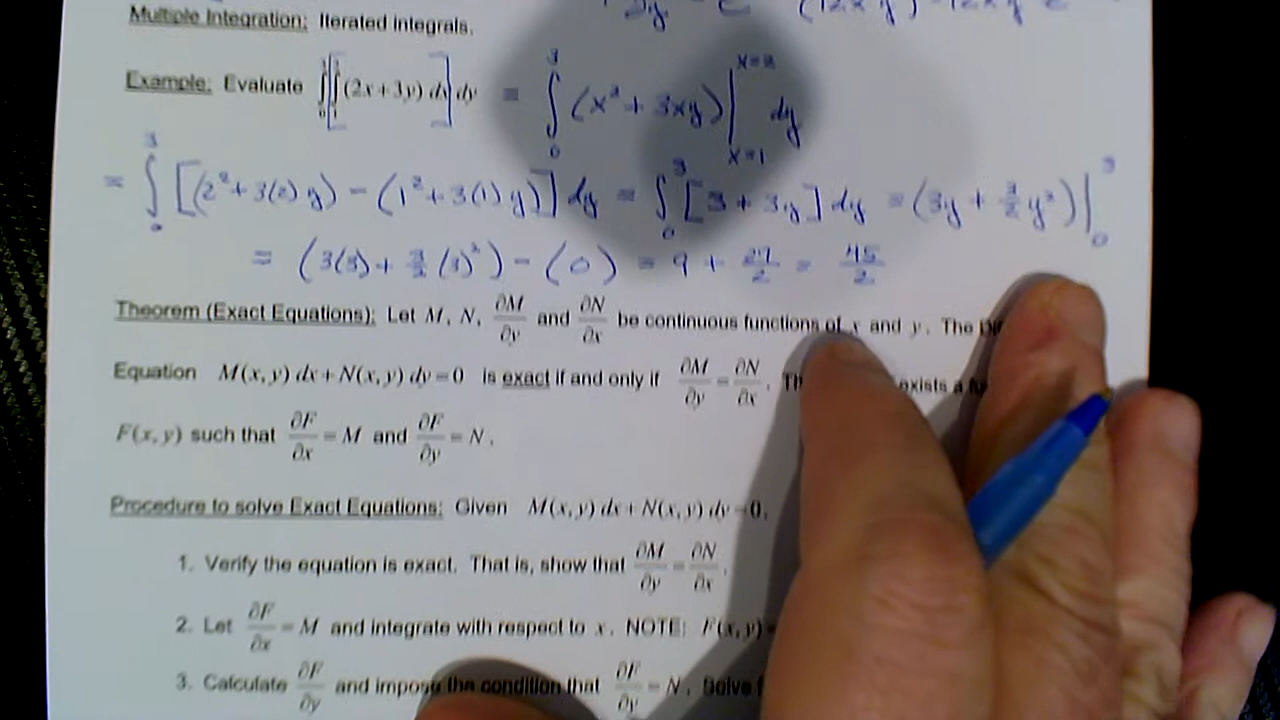 Multiple Integration: Iterated integrals.
Example: Evaluate ∫₀³[∫₁²(2x+3y) dx] dy = ∫₀³ (x² + 3xy) |ₓ₌₁ˣ⁼² dy
= ∫₀³ [(2² + 3(2)y) − (1² + 3(1)y)] dy = ∫₀³ [3 + 3y] dy = (3y + 3/2 y²)|₀³
= (3(3) + 3/2 (3)²) − (0) = 9 + 27/2 = 45/2
Theorem (Exact Equations): Let M, N, ∂M/∂y and ∂N/∂x be continuous functions of x and y. The
Equation M(x,y) dx + N(x,y) dy = 0 is exact if and only if ∂M/∂y = ∂N/∂x. exists a
F(x,y) such that ∂F/∂x = M and ∂F/∂y = N.
Procedure to solve Exact Equations: Given M(x,y) dx + N(x,y) dy = 0.
1. Verify the equation is exact. That is, show that ∂M/∂y = ∂N/∂x.
2. Let ∂F/∂x = M and integrate with respect to x. NOTE: F(x,y) =
3. Calculate ∂F/∂y and impose the condition that ∂F/∂y = N. Solve